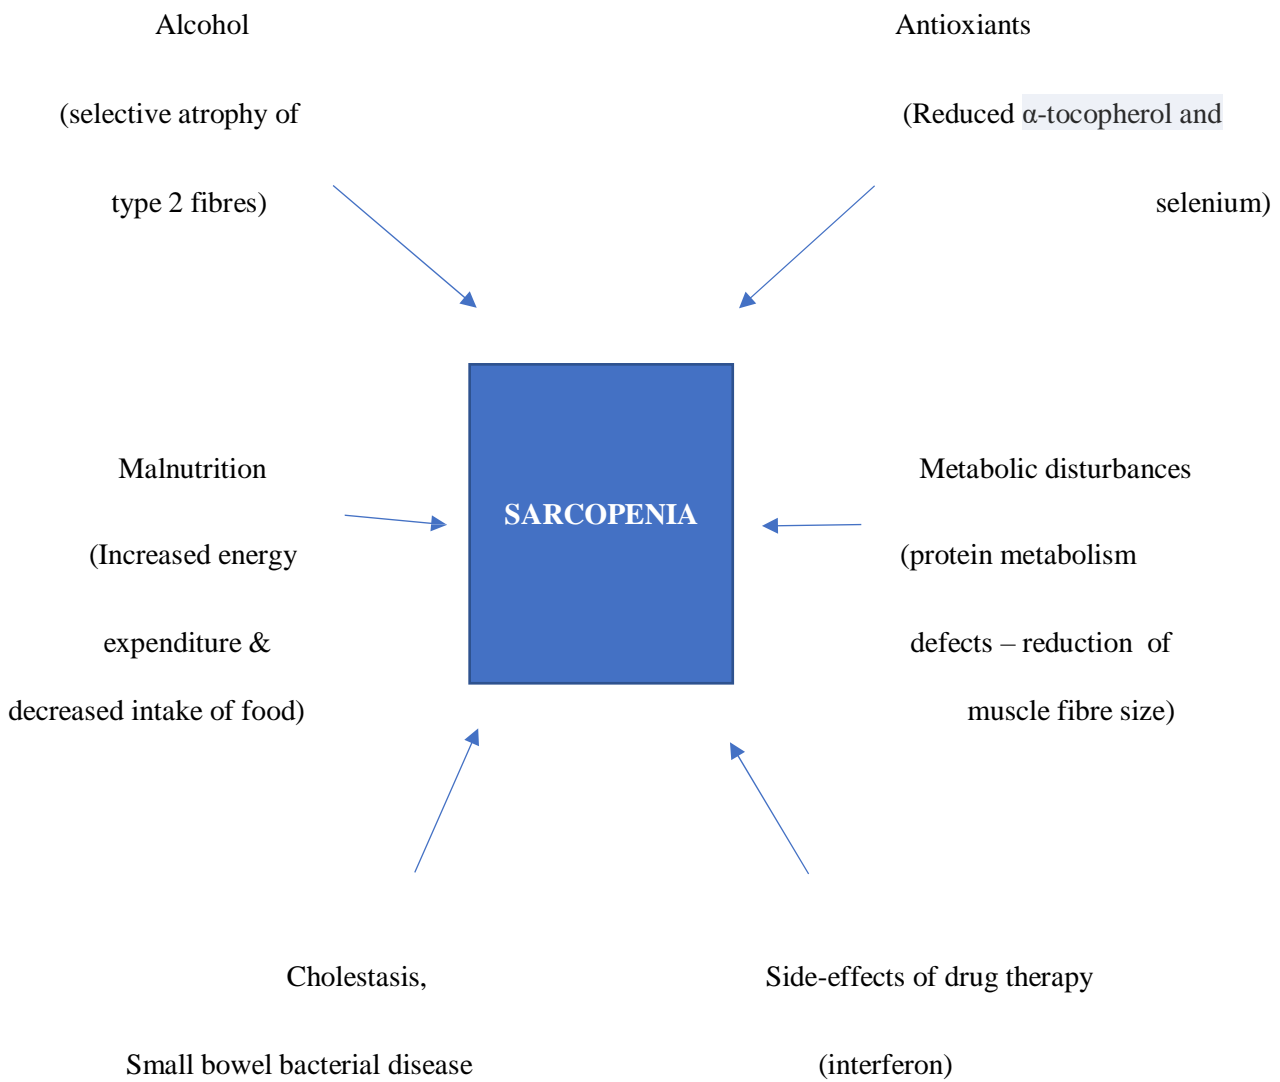 Alcohol
(selective atrophy of
type 2 fibres)
Antioxiants
(Reduced α-tocopherol and
selenium)
Malnutrition
(Increased energy
expenditure &
decreased intake of food)
SARCOPENIA
Metabolic disturbances
(protein metabolism
defects – reduction of
muscle fibre size)
Cholestasis,
Small bowel bacterial disease
Side-effects of drug therapy
(interferon)